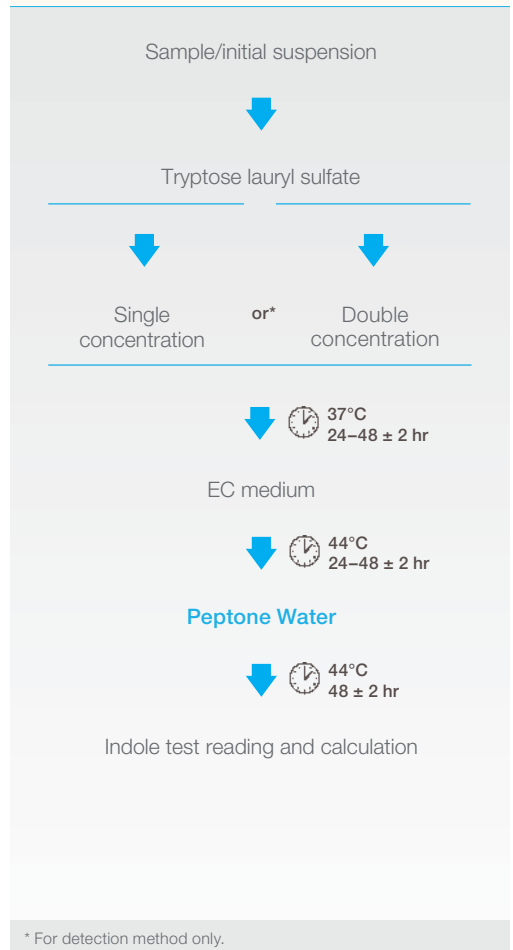 Sample/initial suspension
Tryptose lauryl sulfate
Single
concentration
or*
Double
concentration
37°C
24–48 ± 2 hr
EC medium
44°C
24–48 ± 2 hr
Peptone Water
44°C
48 ± 2 hr
Indole test reading and calculation
* For detection method only.